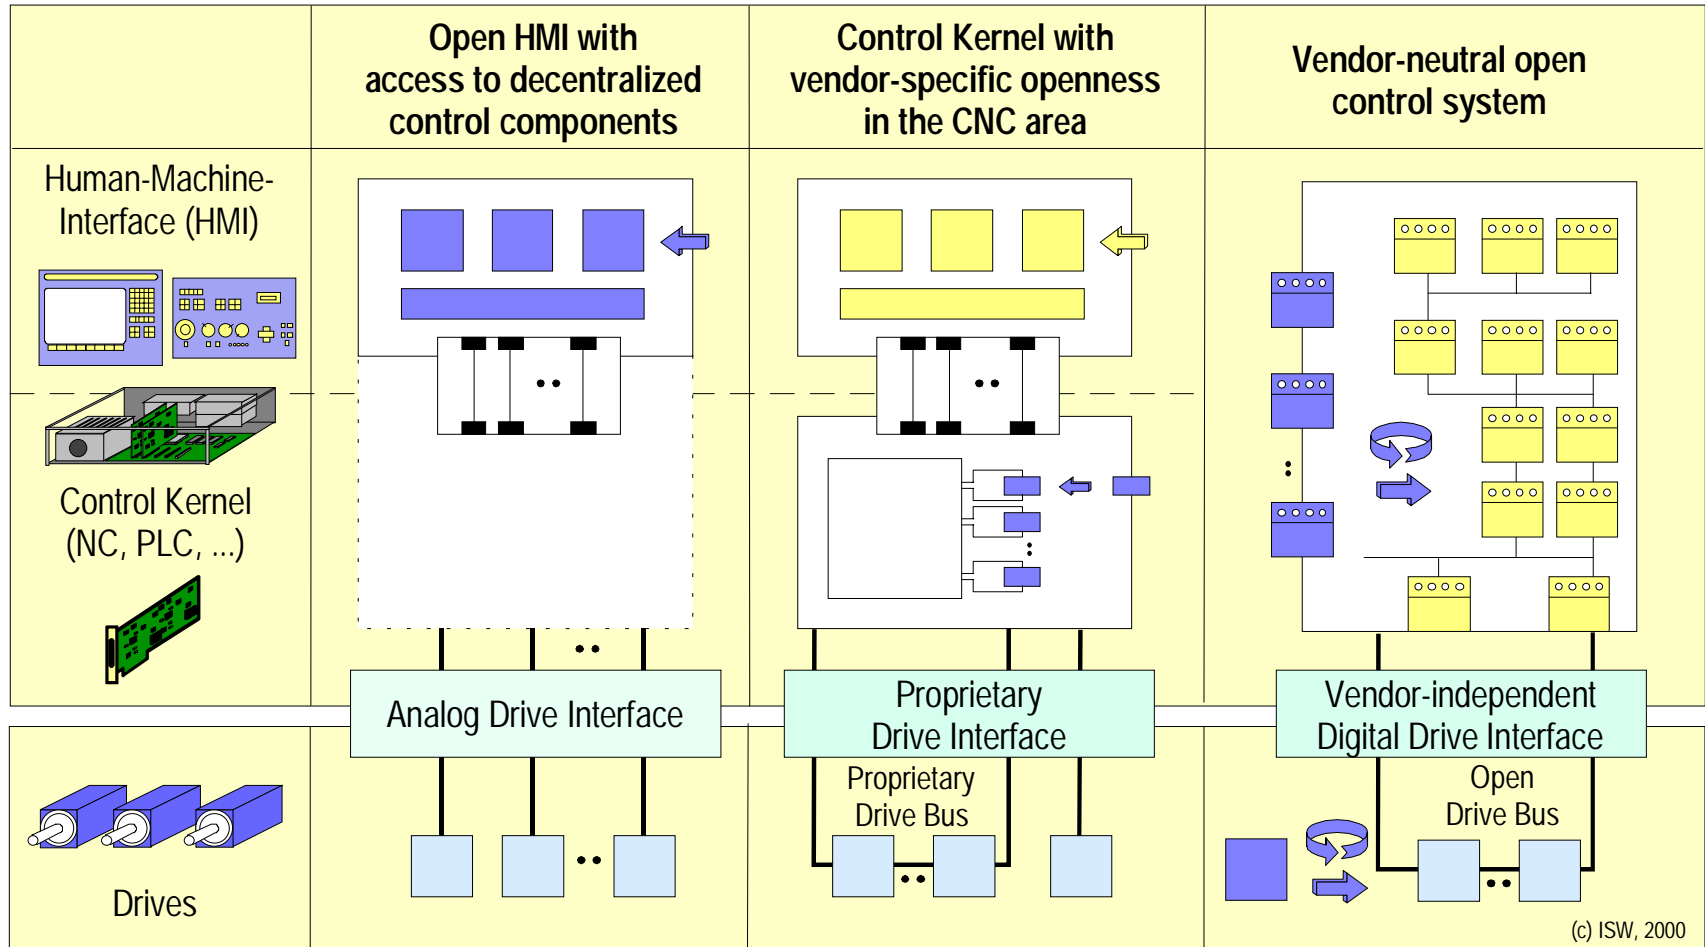 Open HMI with
access to decentralized
control components
Control Kernel with
vendor-specific openness
in the CNC area
Vendor-neutral open
control system
Human-Machine-
Interface (HMI)
Control Kernel
(NC, PLC, ...)
Analog Drive Interface
Proprietary
Drive Interface
Vendor-independent
Digital Drive Interface
Proprietary
Drive Bus
Open
Drive Bus
Drives
(c) ISW, 2000